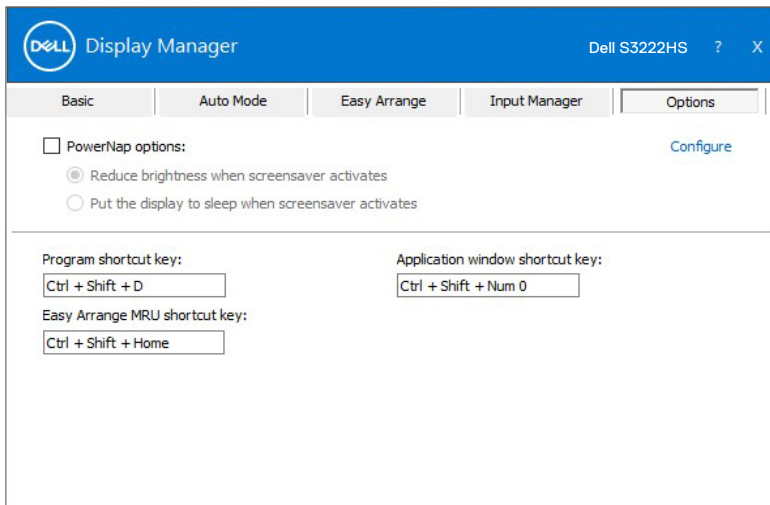 DELL Display Manager Dell S3222HS ? X
Basic Auto Mode Easy Arrange Input Manager Options
PowerNap options: Configure
Reduce brightness when screensaver activates
Put the display to sleep when screensaver activates
Program shortcut key: Application window shortcut key:
Ctrl + Shift + D Ctrl + Shift + Num 0
Easy Arrange MRU shortcut key:
Ctrl + Shift + Home